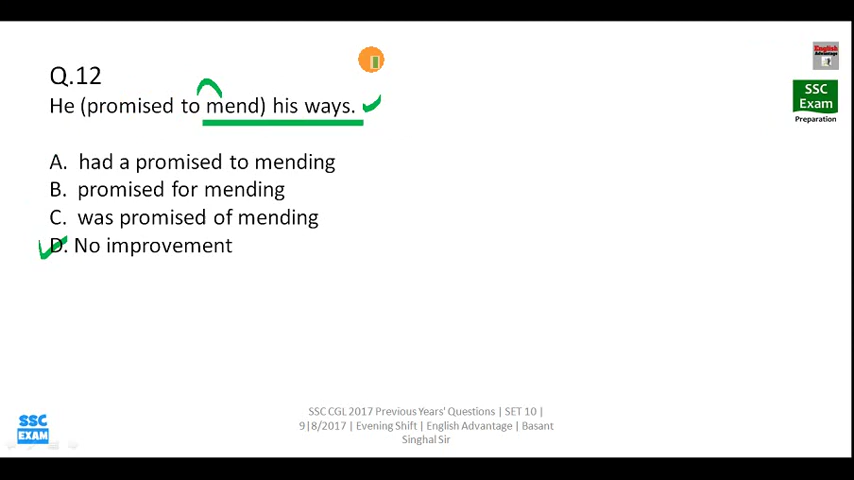 English
Advantage
SSC
Exam
Preparation
Q.12
He (promised to mend) his ways.
A. had a promised to mending
B. promised for mending
C. was promised of mending
D. No improvement
SSC CGL 2017 Previous Years' Questions | SET 10 |
9|8/2017 | Evening Shift | English Advantage | Basant
Singhal Sir
SSC
EXAM